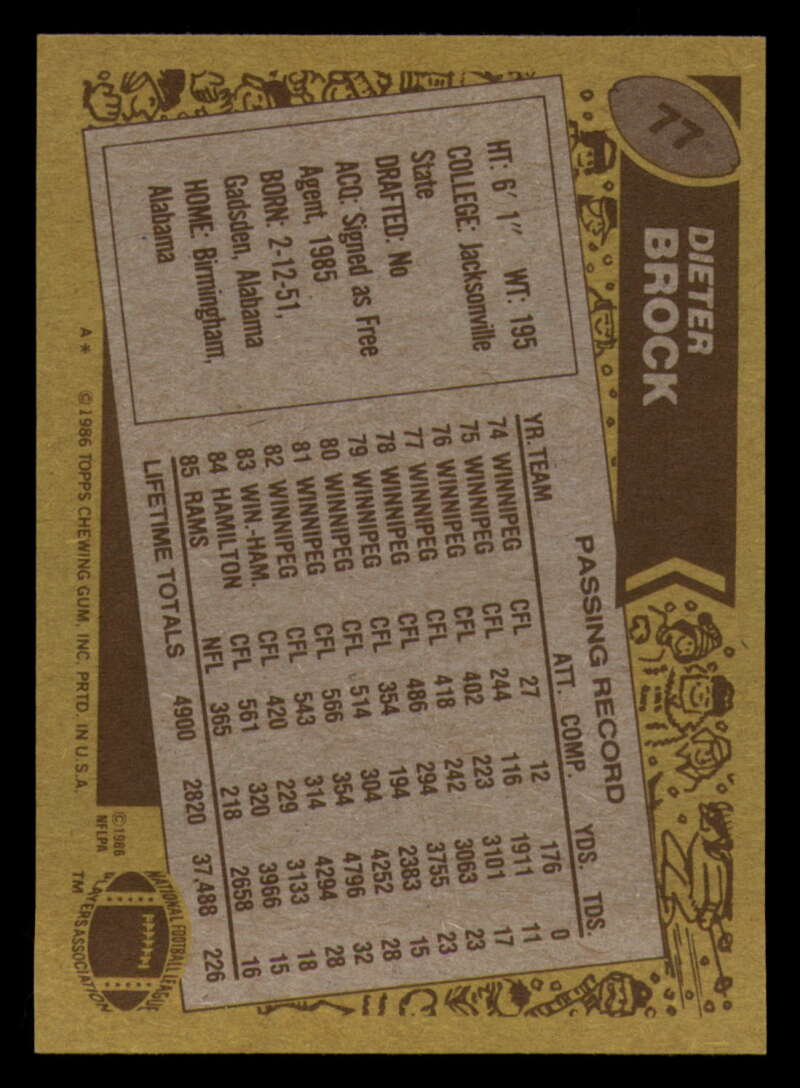 77
DIETER
BROCK
HT: 6' 1" WT: 195
COLLEGE: Jacksonville
State
DRAFTED: No
ACQ: Signed as Free
Agent, 1985
BORN: 2-12-51,
Gadsden, Alabama
HOME: Birmingham,
Alabama
PASSING RECORD
YR. TEAM ATT. COMP. YDS. TDS.
74 WINNIPEG CFL 27 12 176 0
75 WINNIPEG CFL 244 116 1911 11
76 WINNIPEG CFL 402 223 3101 17
77 WINNIPEG CFL 418 242 3063 23
78 WINNIPEG CFL 486 294 3755 23
79 WINNIPEG CFL 354 194 2383 15
80 WINNIPEG CFL 514 304 4252 28
81 WINNIPEG CFL 566 354 4796 32
82 WINNIPEG CFL 543 314 4294 28
83 WIN.-HAM. CFL 420 229 3133 18
84 HAMILTON CFL 561 320 3966 15
85 RAMS NFL 365 218 2658 16
LIFETIME TOTALS 4900 2820 37,488 226
A* ©1986 TOPPS CHEWING GUM, INC. PRTD. IN U.S.A.
©1986
NFLPA
NATIONAL FOOTBALL LEAGUE
PLAYERS ASSOCIATION
TM